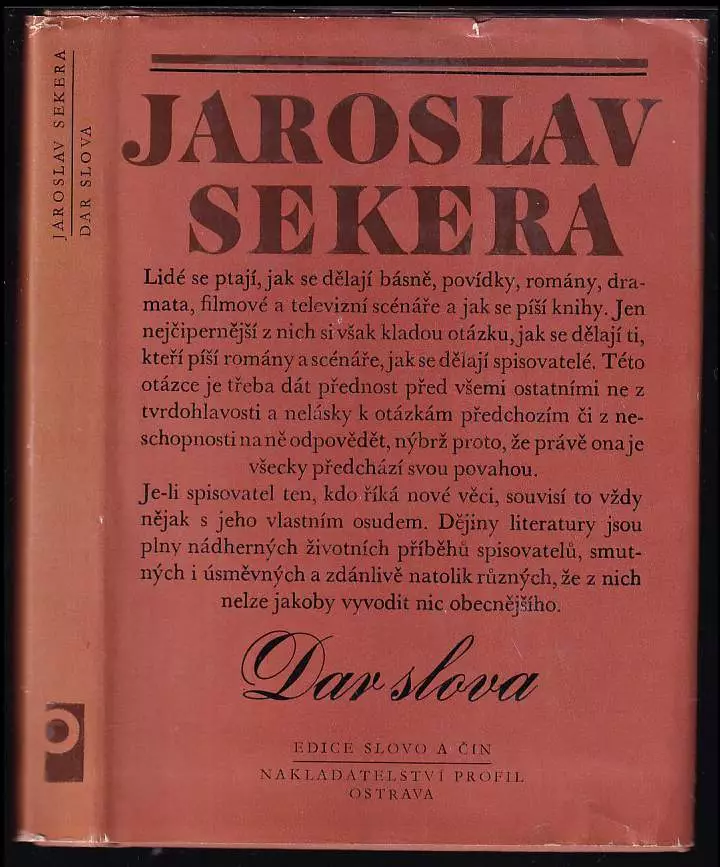 JAROSLAV SEKERA
DAR SLOVA
JAROSLAV
SEKERA
Lidé se ptají, jak se dělají básně, povídky, romány, dra-
mata, filmové a televizní scénáře a jak se píší knihy. Jen
nejčipernější z nich si však kladou otázku, jak se dělají ti,
kteří píší romány a scénáře, jak se dělají spisovatelé. Této
otázce je třeba dát přednost před všemi ostatními ne z
tvrdohlavosti a nelásky k otázkám předchozím či z ne-
schopnosti na ně odpovědět, nýbrž proto, že právě ona je
všecky předchází svou povahou.
Je-li spisovatel ten, kdo říká nové věci, souvisí to vždy
nějak s jeho vlastním osudem. Dějiny literatury jsou
plny nádherných životních příběhů spisovatelů, smut-
ných i úsměvných a zdánlivě natolik různých, že z nich
nelze jakoby vyvodit nic obecnějšího.
Dar slova
EDICE SLOVO A ČIN
NAKLADATELSTVÍ PROFIL
OSTRAVA